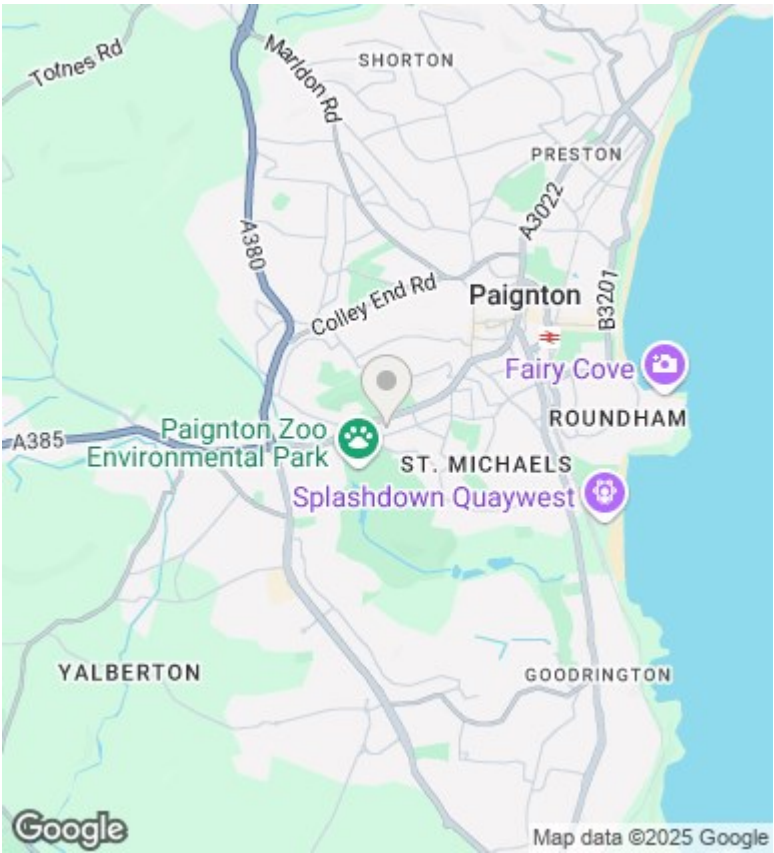 Totnes Rd
Marldon Rd
SHORTON
PRESTON
A3022
A380
B3201
Colley End Rd
Paignton
Fairy Cove
ROUNDHAM
A385
Paignton Zoo
Environmental Park
ST. MICHAELS
Splashdown Quaywest
YALBERTON
GOODRINGTON
Google
Map data ©2025 Google